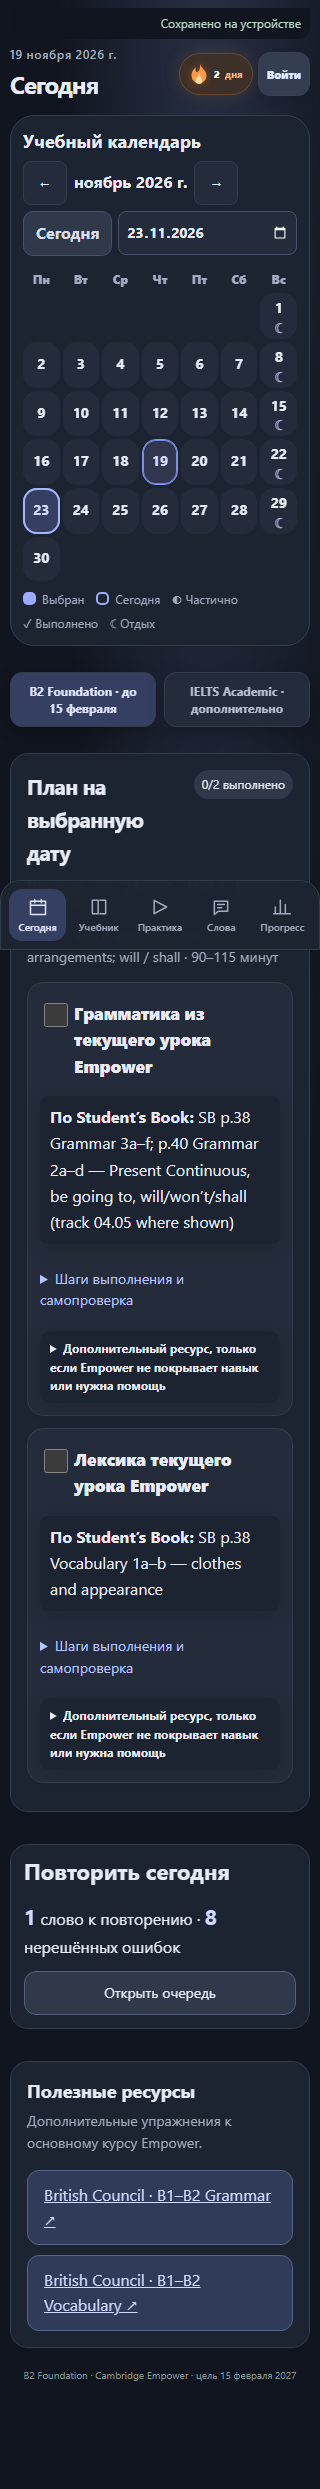 Сохранено на устройстве
19 ноября 2026 г.
Сегодня
2 дня
Войти
Учебный календарь
← ноябрь 2026 г. →
Сегодня 23.11.2026
Пн Вт Ср Чт Пт Сб Вс
1
☾
2 3 4 5 6 7 8
☾
9 10 11 12 13 14 15
☾
16 17 18 19 20 21 22
☾
23 24 25 26 27 28 29
☾
30
Выбран Сегодня ◐ Частично
✓ Выполнено ☾ Отдых
B2 Foundation · до
15 февраля
IELTS Academic ·
дополнительно
План на
выбранную
дату
0/2 выполнено
Сегодня Учебник Практика Слова Прогресс
arrangements; will / shall · 90–115 минут
Грамматика из
текущего урока
Empower
По Student’s Book: SB p.38
Grammar 3a–f; p.40 Grammar
2a–d — Present Continuous,
be going to, will/won’t/shall
(track 04.05 where shown)
▶ Шаги выполнения и
самопроверка
▶ Дополнительный ресурс, только
если Empower не покрывает навык
или нужна помощь
Лексика текущего
урока Empower
По Student’s Book: SB p.38
Vocabulary 1a–b — clothes
and appearance
▶ Шаги выполнения и
самопроверка
▶ Дополнительный ресурс, только
если Empower не покрывает навык
или нужна помощь
Повторить сегодня
1 слово к повторению · 8
нерешённых ошибок
Открыть очередь
Полезные ресурсы
Дополнительные упражнения к
основному курсу Empower.
British Council · B1–B2 Grammar
↗
British Council · B1–B2
Vocabulary ↗
B2 Foundation · Cambridge Empower · цель 15 февраля 2027